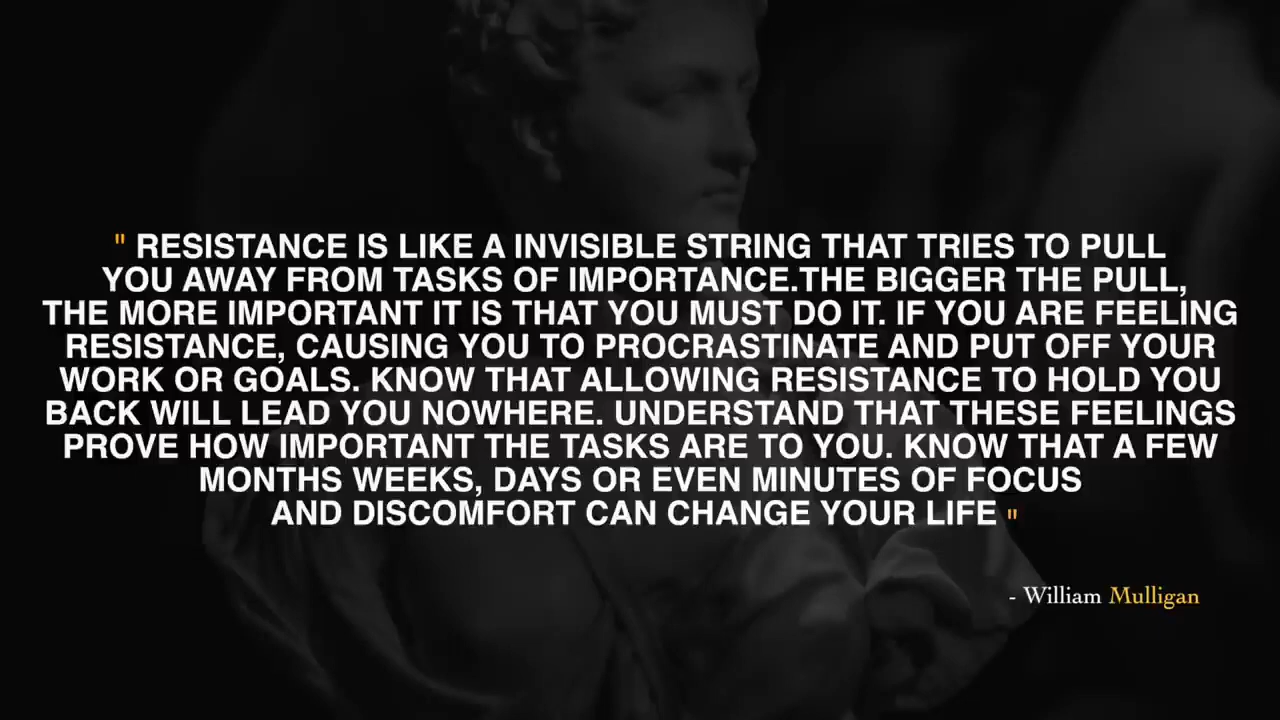 " RESISTANCE IS LIKE A INVISIBLE STRING THAT TRIES TO PULL
YOU AWAY FROM TASKS OF IMPORTANCE.THE BIGGER THE PULL,
THE MORE IMPORTANT IT IS THAT YOU MUST DO IT. IF YOU ARE FEELING
RESISTANCE, CAUSING YOU TO PROCRASTINATE AND PUT OFF YOUR
WORK OR GOALS. KNOW THAT ALLOWING RESISTANCE TO HOLD YOU
BACK WILL LEAD YOU NOWHERE. UNDERSTAND THAT THESE FEELINGS
PROVE HOW IMPORTANT THE TASKS ARE TO YOU. KNOW THAT A FEW
MONTHS WEEKS, DAYS OR EVEN MINUTES OF FOCUS
AND DISCOMFORT CAN CHANGE YOUR LIFE "
- William Mulligan